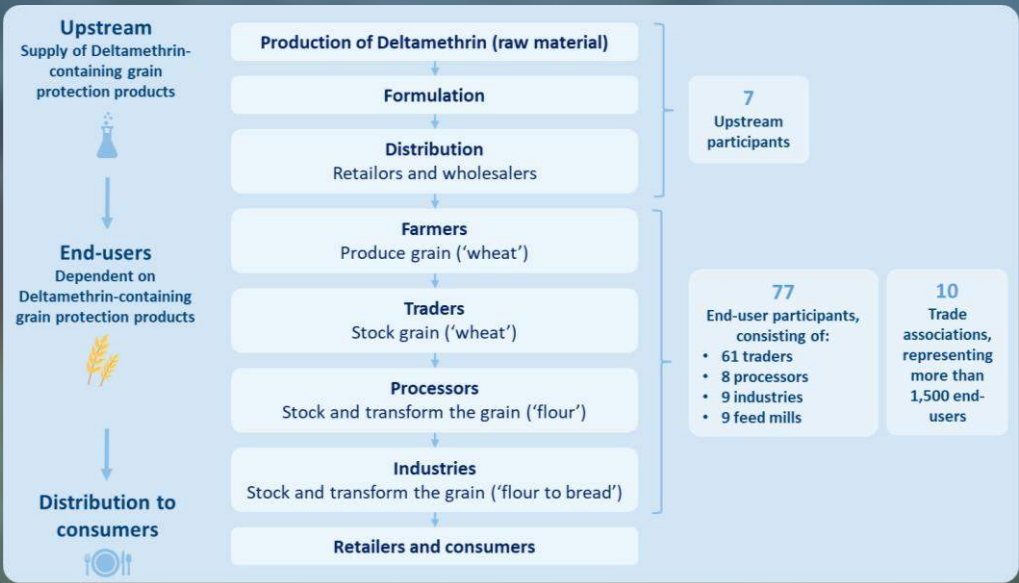 Upstream
Supply of Deltamethrin-
containing grain
protection products
End-users
Dependent on
Deltamethrin-containing
grain protection products
Distribution to
consumers
Production of Deltamethrin (raw material)
Formulation
Distribution
Retailors and wholesalers
Farmers
Produce grain (‘wheat’)
Traders
Stock grain (‘wheat’)
Processors
Stock and transform the grain (‘flour’)
Industries
Stock and transform the grain (‘flour to bread’)
Retailers and consumers
7
Upstream
participants
77
End-user participants,
consisting of:
• 61 traders
• 8 processors
• 9 industries
• 9 feed mills
10
Trade
associations,
representing
more than
1,500 end-
users